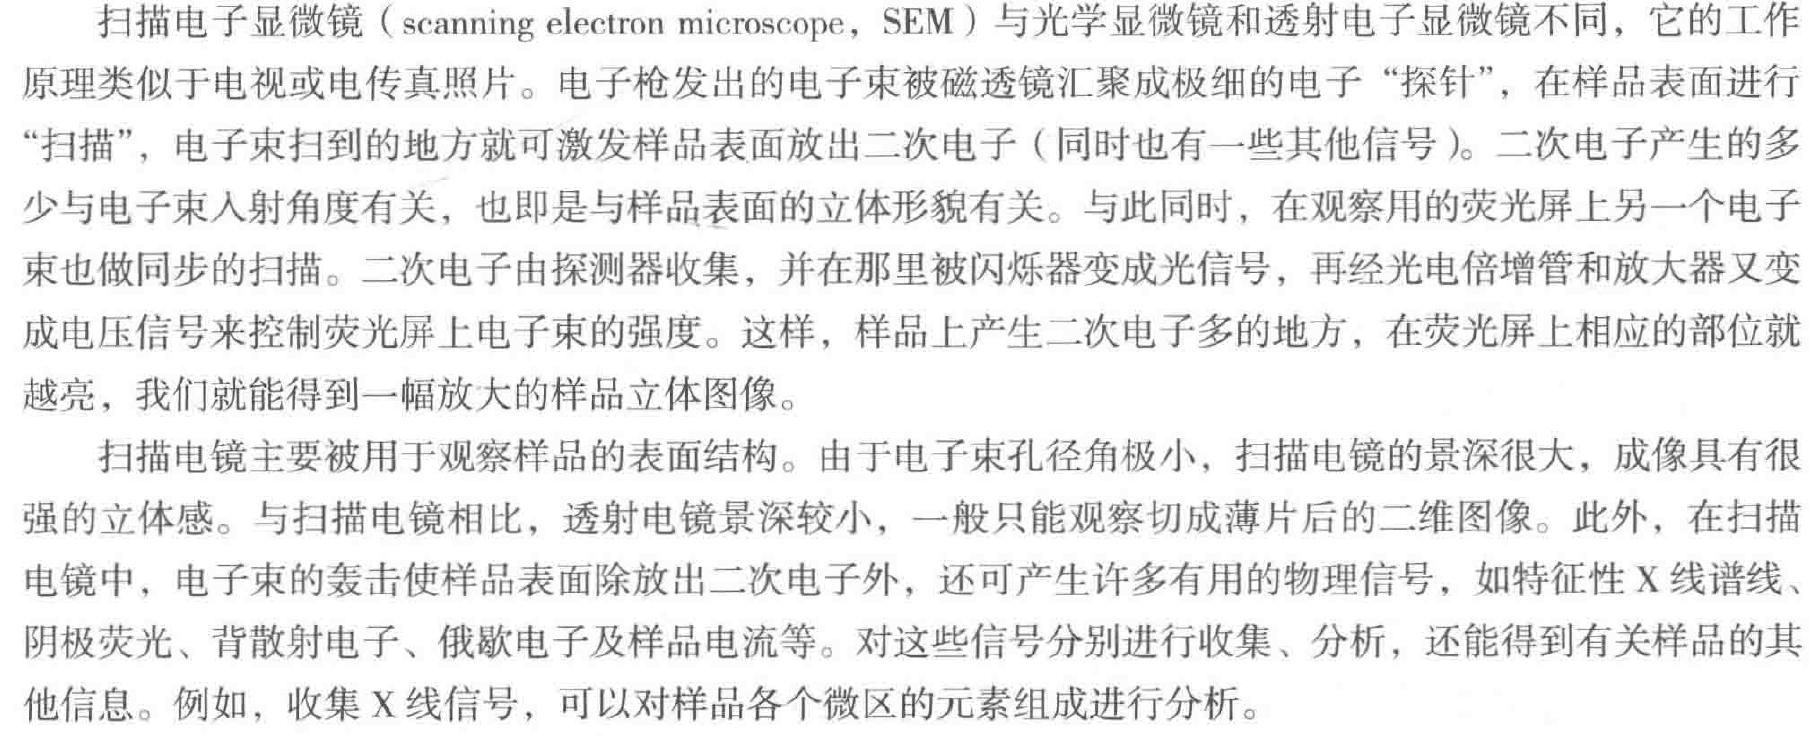 扫描电子显微镜（scanning electron microscope，SEM）与光学显微镜和透射电子显微镜不同，它的工作
原理类似于电视或电传真照片。电子枪发出的电子束被磁透镜汇聚成极细的电子“探针”，在样品表面进行
“扫描”，电子束扫到的地方就可激发样品表面放出二次电子（同时也有一些其他信号）。二次电子产生的多
少与电子束入射角度有关，也即是与样品表面的立体形貌有关。与此同时，在观察用的荧光屏上另一个电子
束也做同步的扫描。二次电子由探测器收集，并在那里被闪烁器变成光信号，再经光电倍增管和放大器又变
成电压信号来控制荧光屏上电子束的强度。这样，样品上产生二次电子多的地方，在荧光屏上相应的部位就
越亮，我们就能得到一幅放大的样品立体图像。
扫描电镜主要被用于观察样品的表面结构。由于电子束孔径角极小，扫描电镜的景深很大，成像具有很
强的立体感。与扫描电镜相比，透射电镜景深较小，一般只能观察切成薄片后的二维图像。此外，在扫描
电镜中，电子束的轰击使样品表面除放出二次电子外，还可产生许多有用的物理信号，如特征性 X 线谱线、
阴极荧光、背散射电子、俄歇电子及样品电流等。对这些信号分别进行收集、分析，还能得到有关样品的其
他信息。例如，收集 X 线信号，可以对样品各个微区的元素组成进行分析。